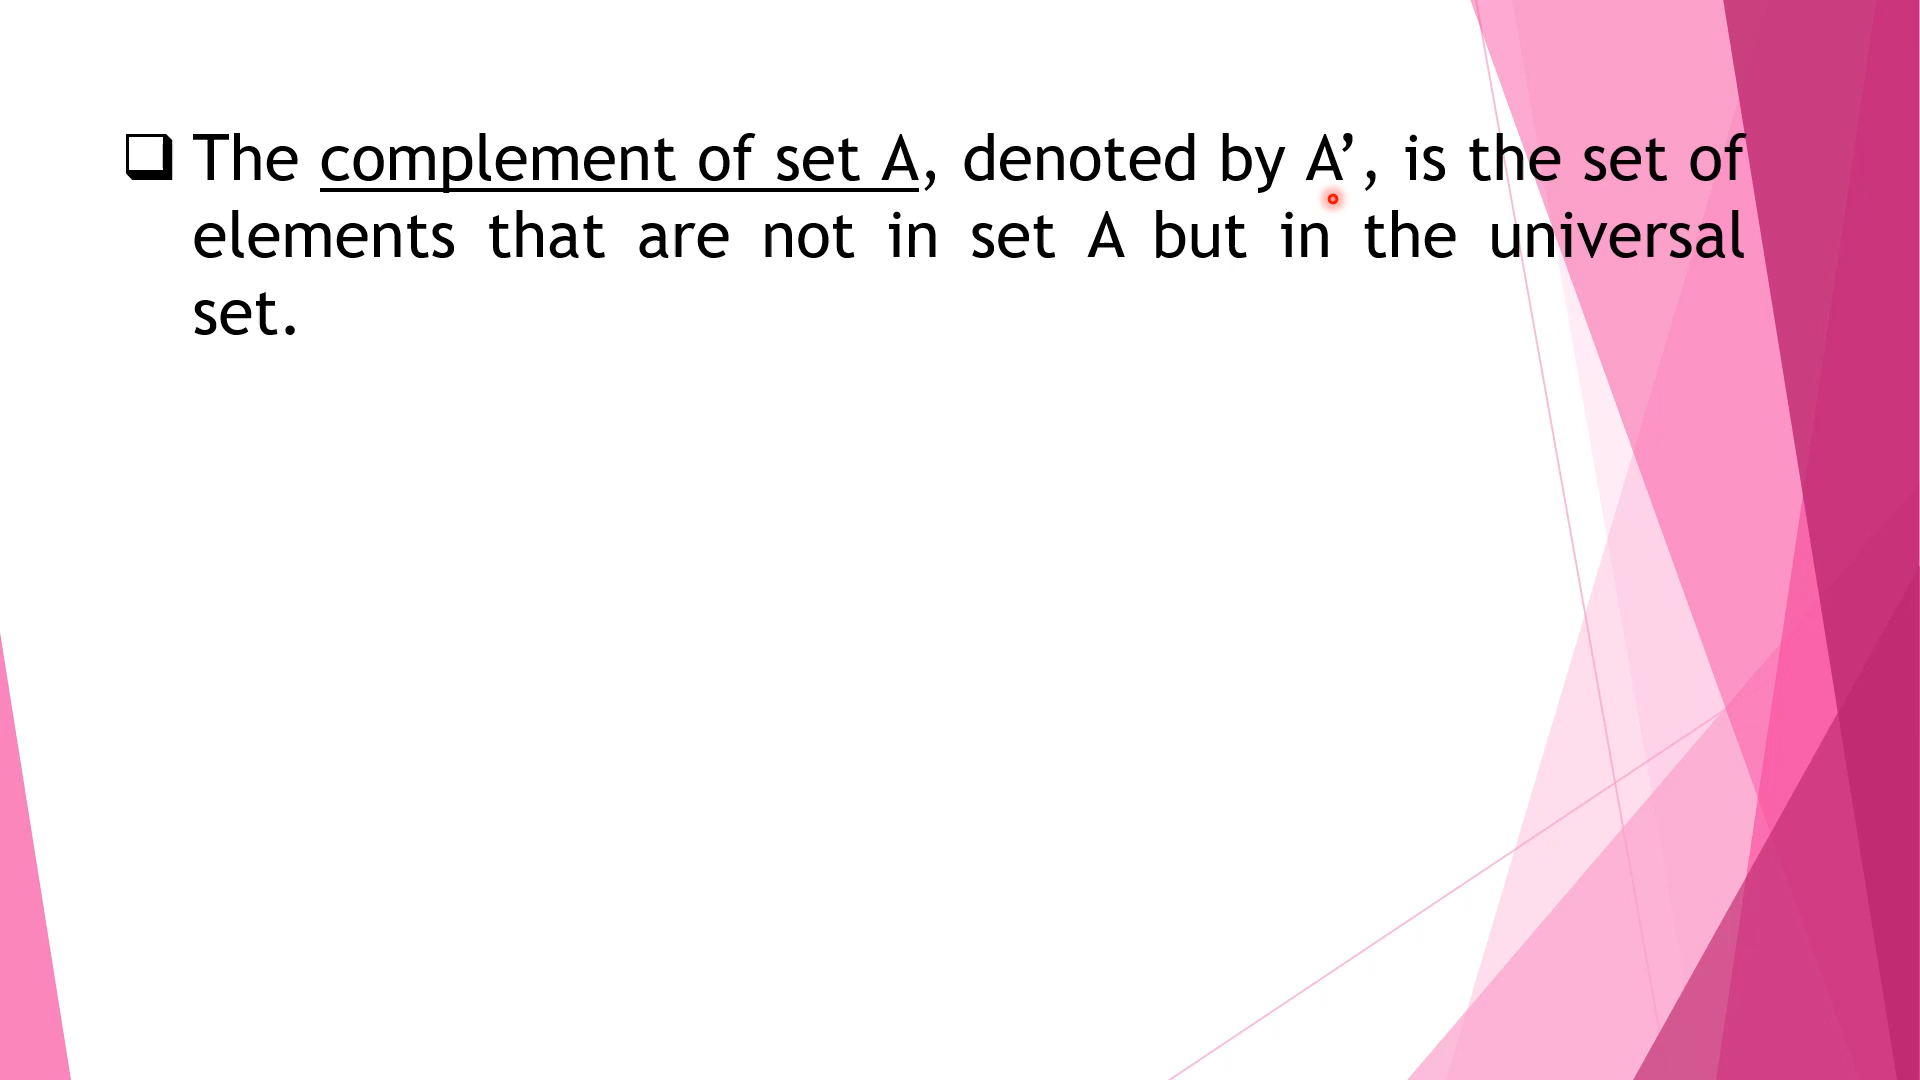 The complement of set A, denoted by A’, is the set of
elements that are not in set A but in the universal
set.